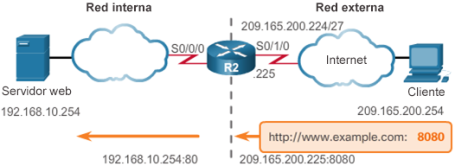 Red interna
Red externa
209.165.200.224/27
S0/0/0
S0/1/0
R2
.225
Internet
Servidor web
Cliente
192.168.10.254
209.165.200.254
http://www.example.com: 8080
192.168.10.254:80
209.165.200.225:8080